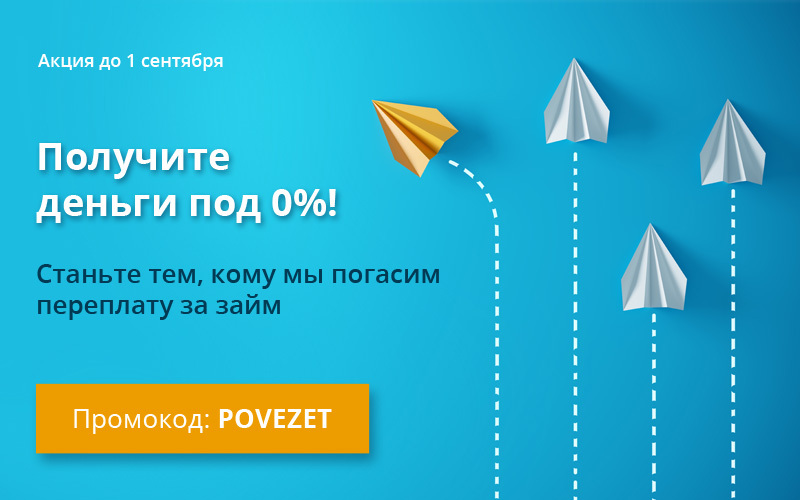 Акция до 1 сентября
Получите
деньги под 0%!
Станьте тем, кому мы погасим
переплату за займ
Промокод: POVEZET